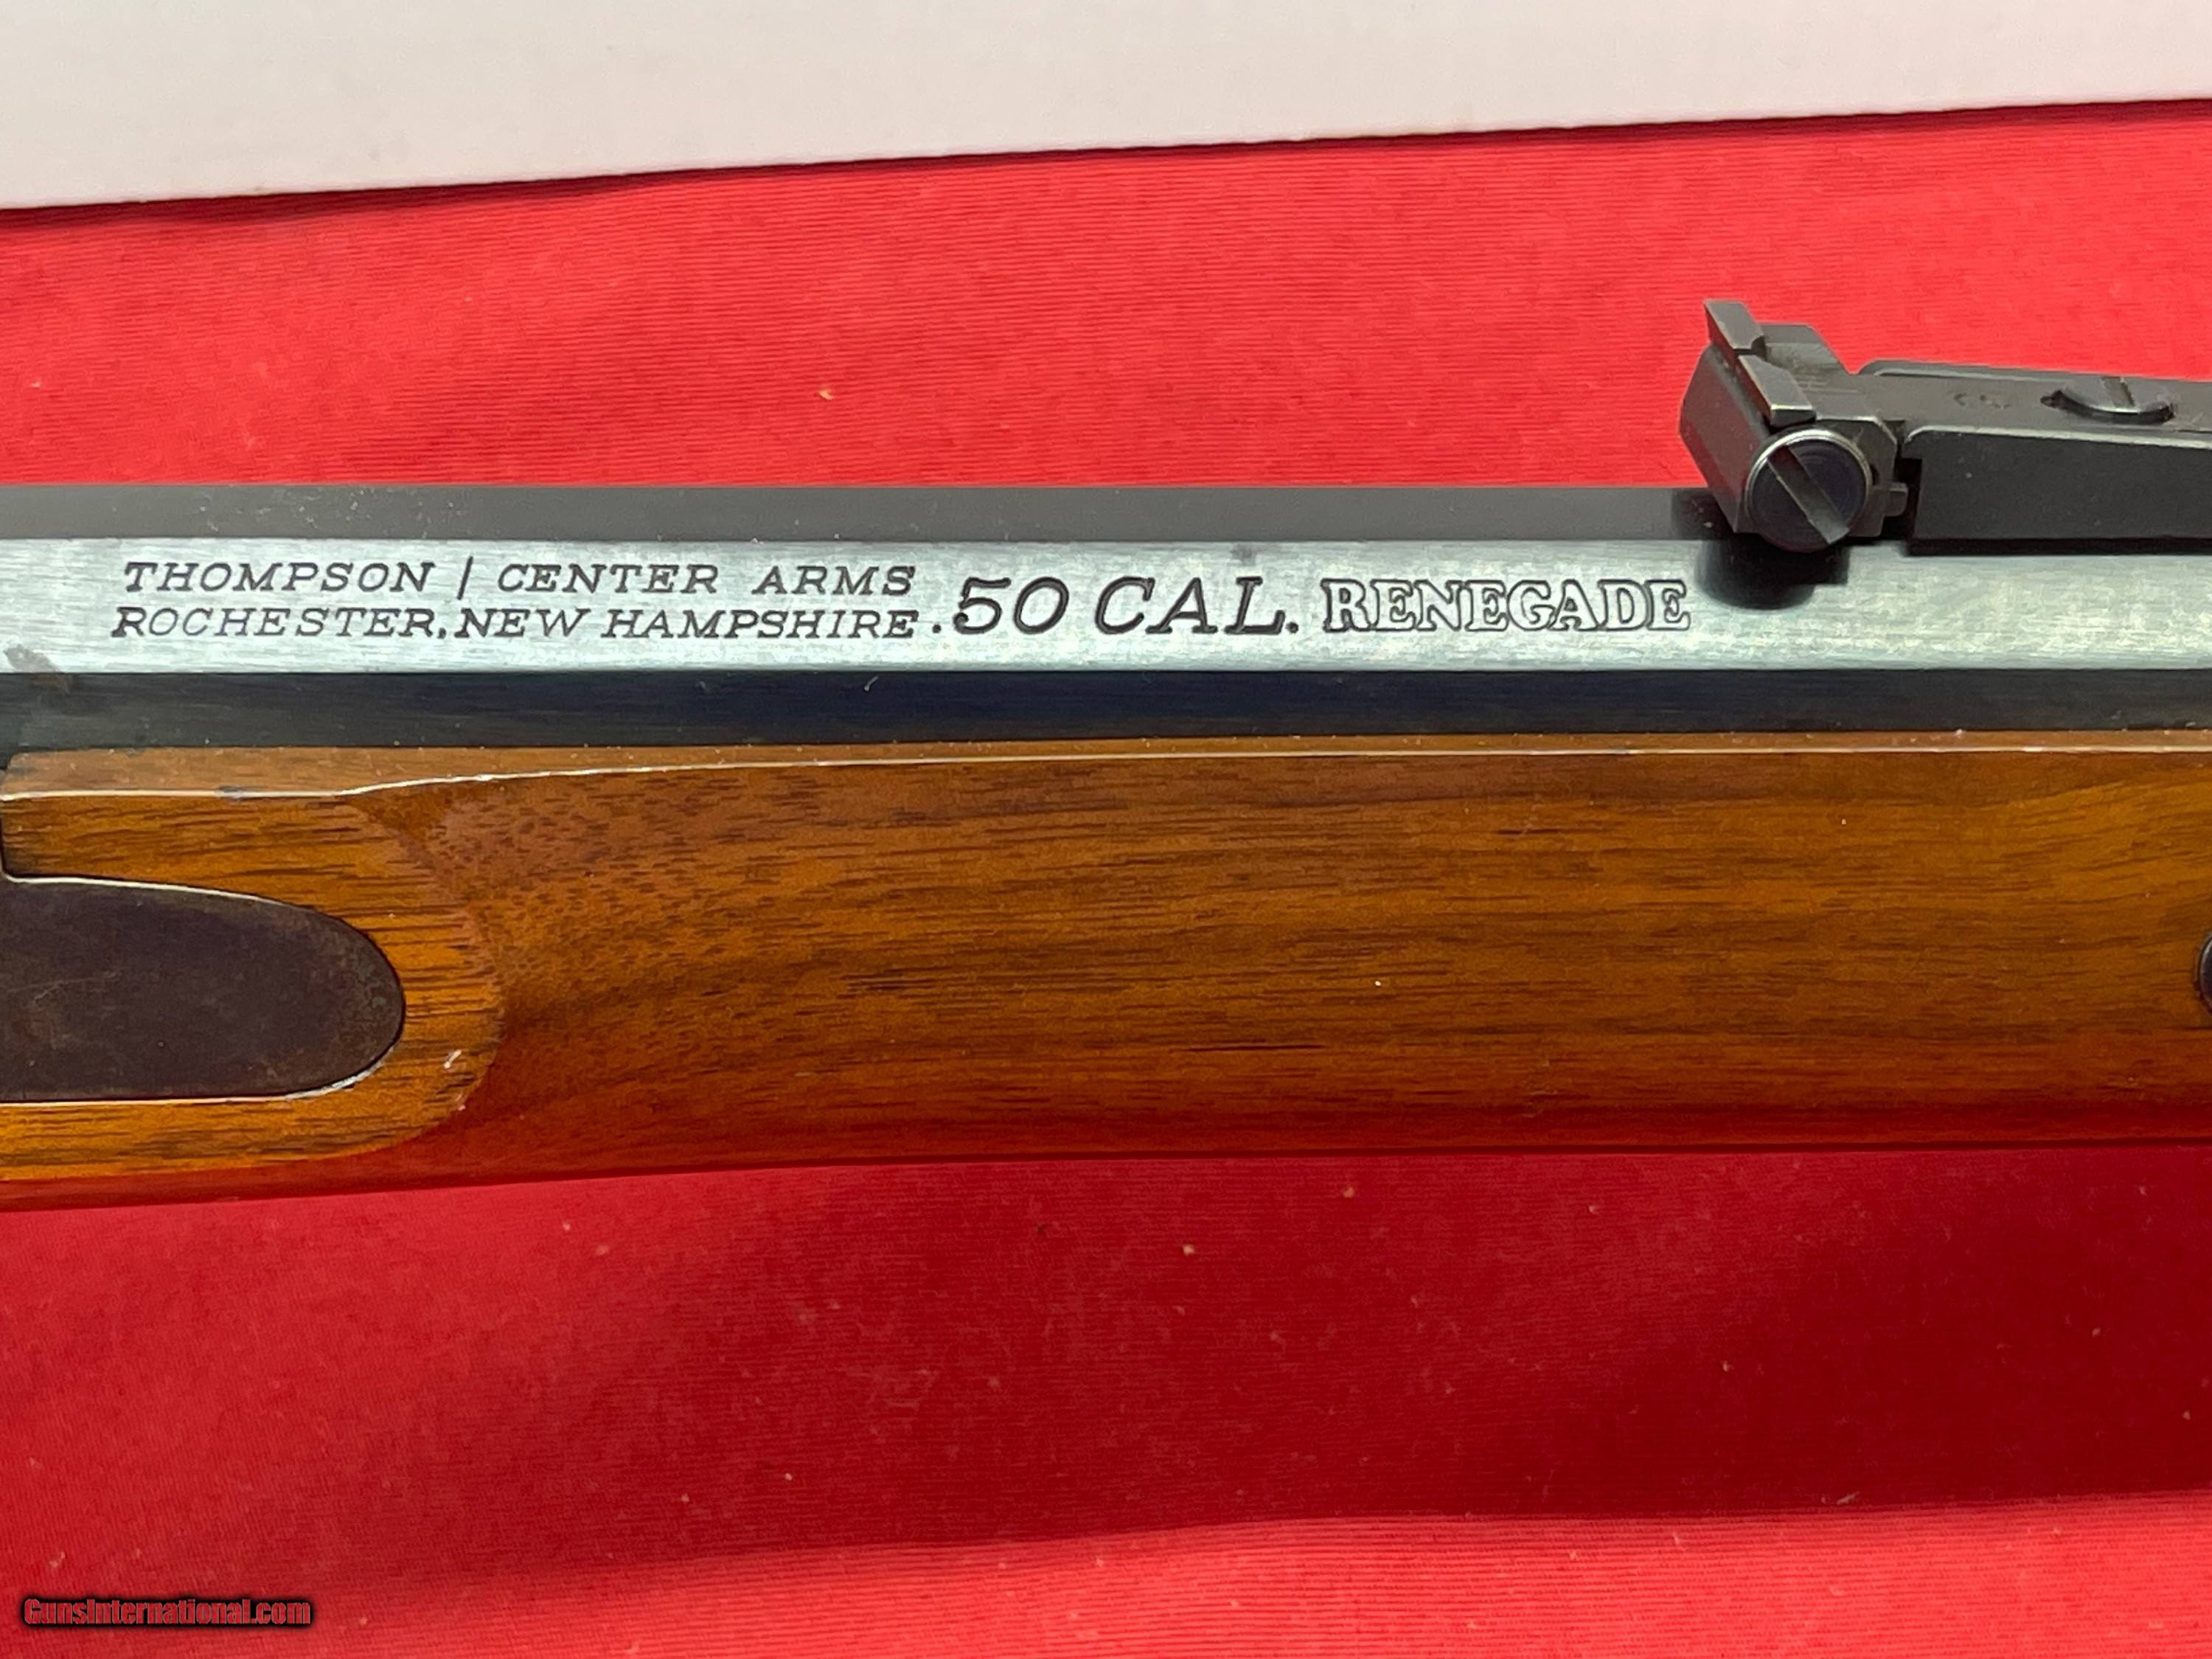 THOMPSON / CENTER ARMS
ROCHESTER, NEW HAMPSHIRE . 50 CAL. RENEGADE
GunsInternational.com